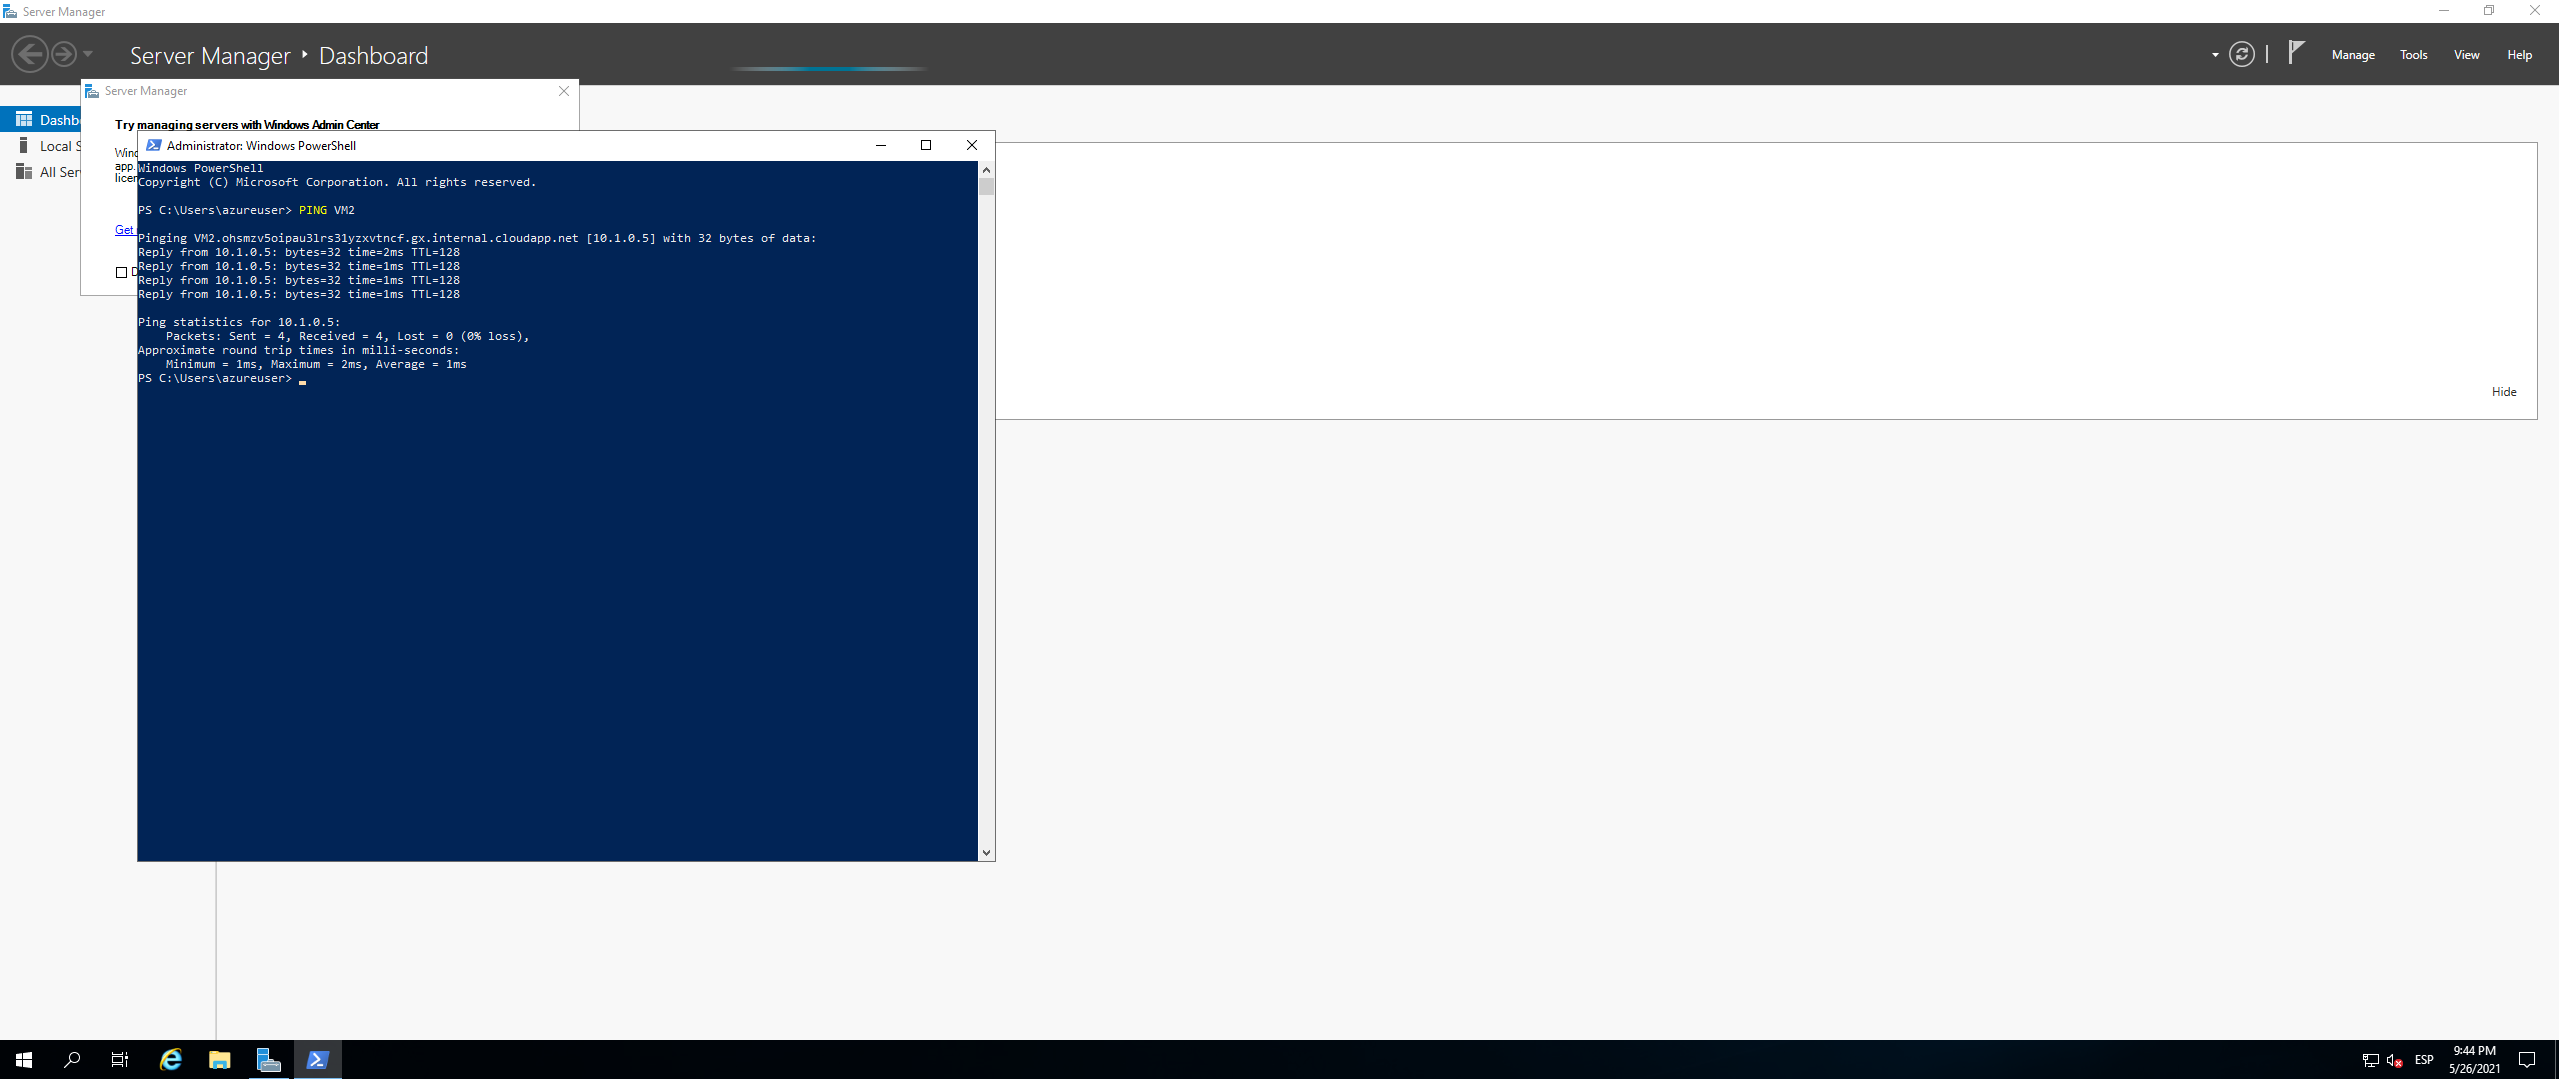 Server Manager
Server Manager
Dashboard
Manage
Tools
View
Help
Server Manager
Try managing servers with Windows Admin Center
Dashb
Local S
All Ser
Wind
app.
licen
Get
D
Administrator: Windows PowerShell
Windows PowerShell
Copyright (C) Microsoft Corporation. All rights reserved.
PS C:\Users\azureuser> PING VM2
Pinging VM2.ohsmzv5oipau3lrs31yzxvtncf.gx.internal.cloudapp.net [10.1.0.5] with 32 bytes of data:
Reply from 10.1.0.5: bytes=32 time=2ms TTL=128
Reply from 10.1.0.5: bytes=32 time=1ms TTL=128
Reply from 10.1.0.5: bytes=32 time=1ms TTL=128
Reply from 10.1.0.5: bytes=32 time=1ms TTL=128
Ping statistics for 10.1.0.5:
    Packets: Sent = 4, Received = 4, Lost = 0 (0% loss),
Approximate round trip times in milli-seconds:
    Minimum = 1ms, Maximum = 2ms, Average = 1ms
PS C:\Users\azureuser>
Hide
ESP
9:44 PM
5/26/2021